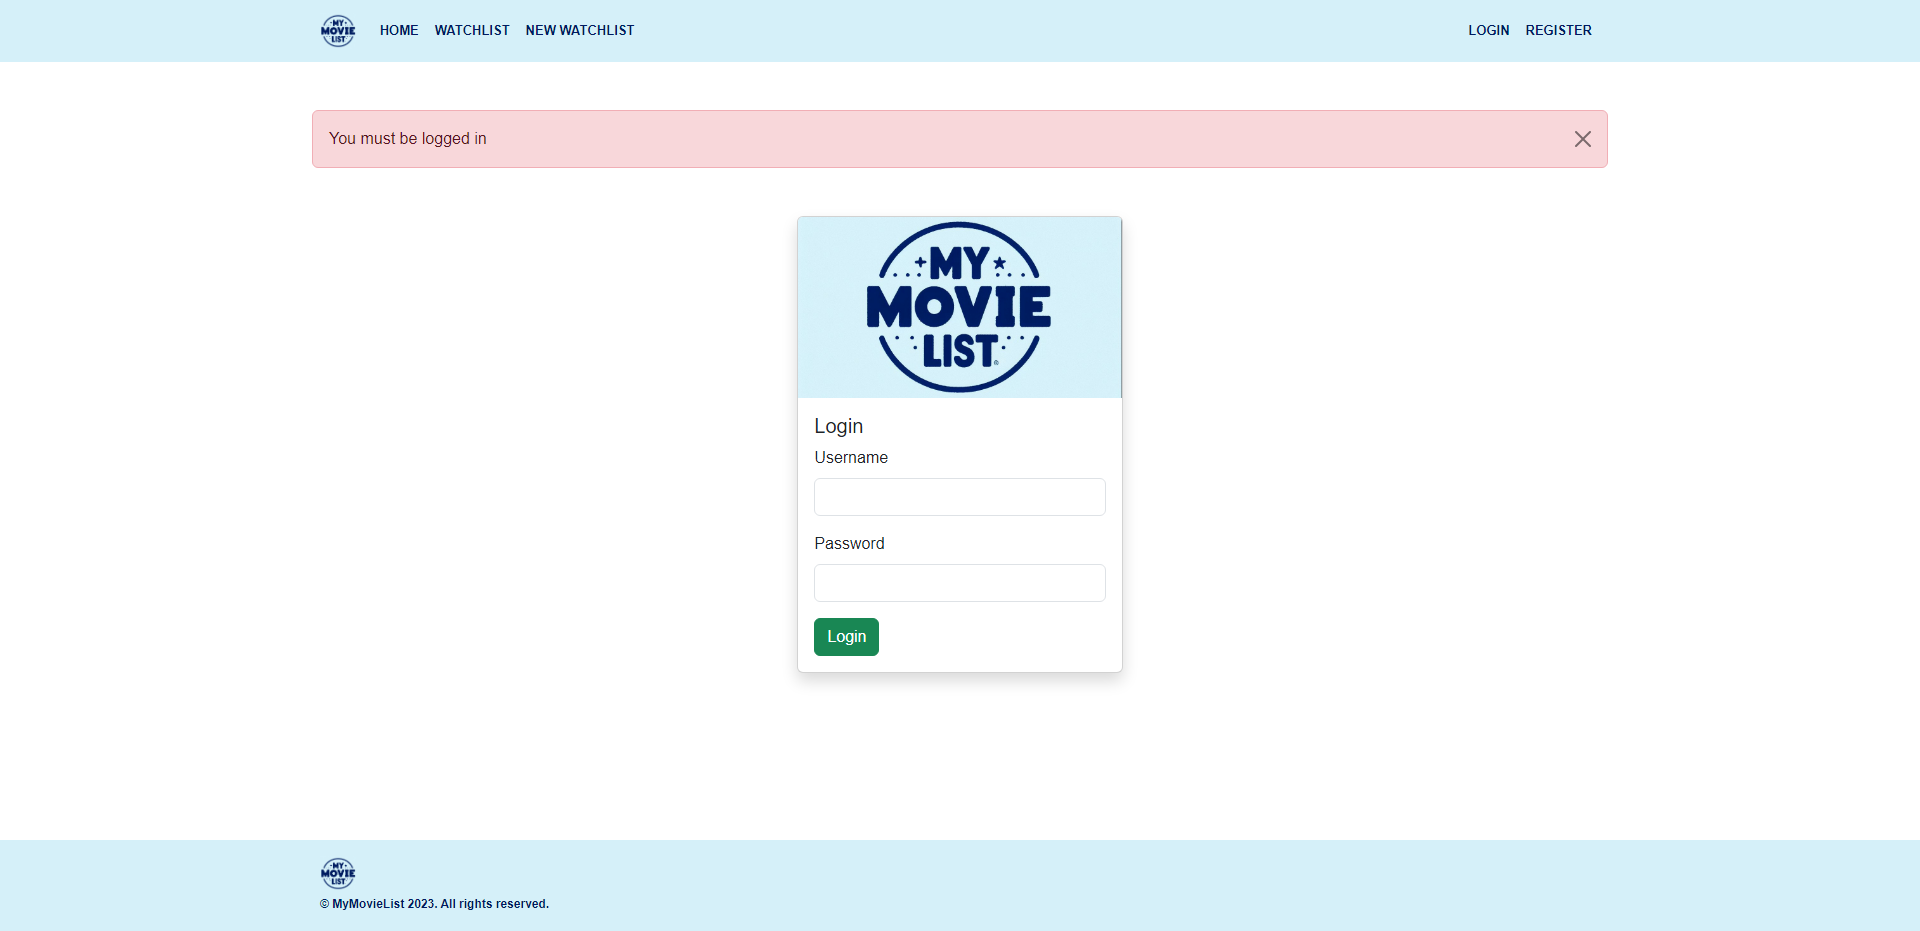 MY
MOVIE
LIST
HOME WATCHLIST NEW WATCHLIST LOGIN REGISTER
You must be logged in
MY
MOVIE
LIST®
Login
Username
Password
Login
MY
MOVIE
LIST
© MyMovieList 2023. All rights reserved.